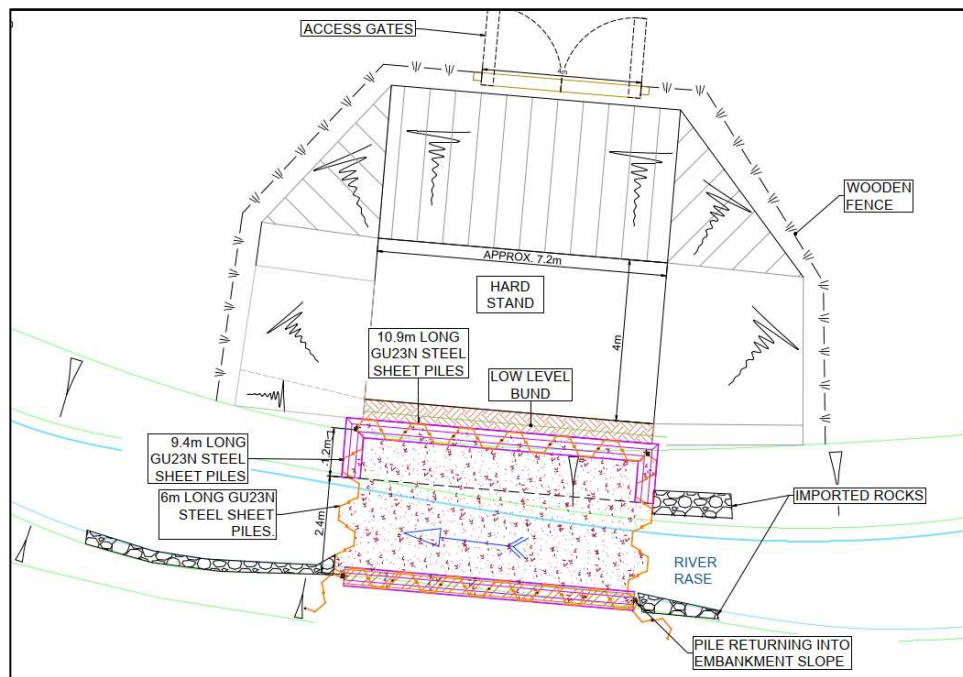 ACCESS GATES
4m
WOODEN
FENCE
APPROX. 7.2m
HARD
STAND
4m
10.9m LONG
GU23N STEEL
SHEET PILES
LOW LEVEL
BUND
1.2m
9.4m LONG
GU23N STEEL
SHEET PILES
6m LONG GU23N
STEEL SHEET
PILES.
2.4m
IMPORTED ROCKS
RIVER
RASE
PILE RETURNING INTO
EMBANKMENT SLOPE